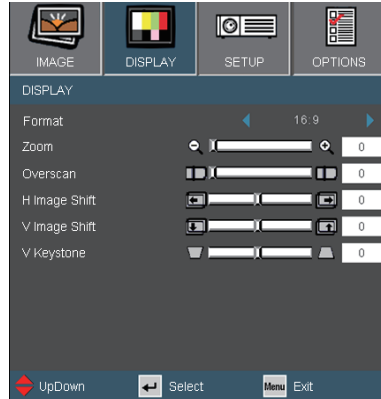 IMAGE DISPLAY SETUP OPTIONS
DISPLAY
Format 16:9
Zoom 0
Overscan 0
H Image Shift 0
V Image Shift 0
V Keystone 0
UpDown Select Menu Exit